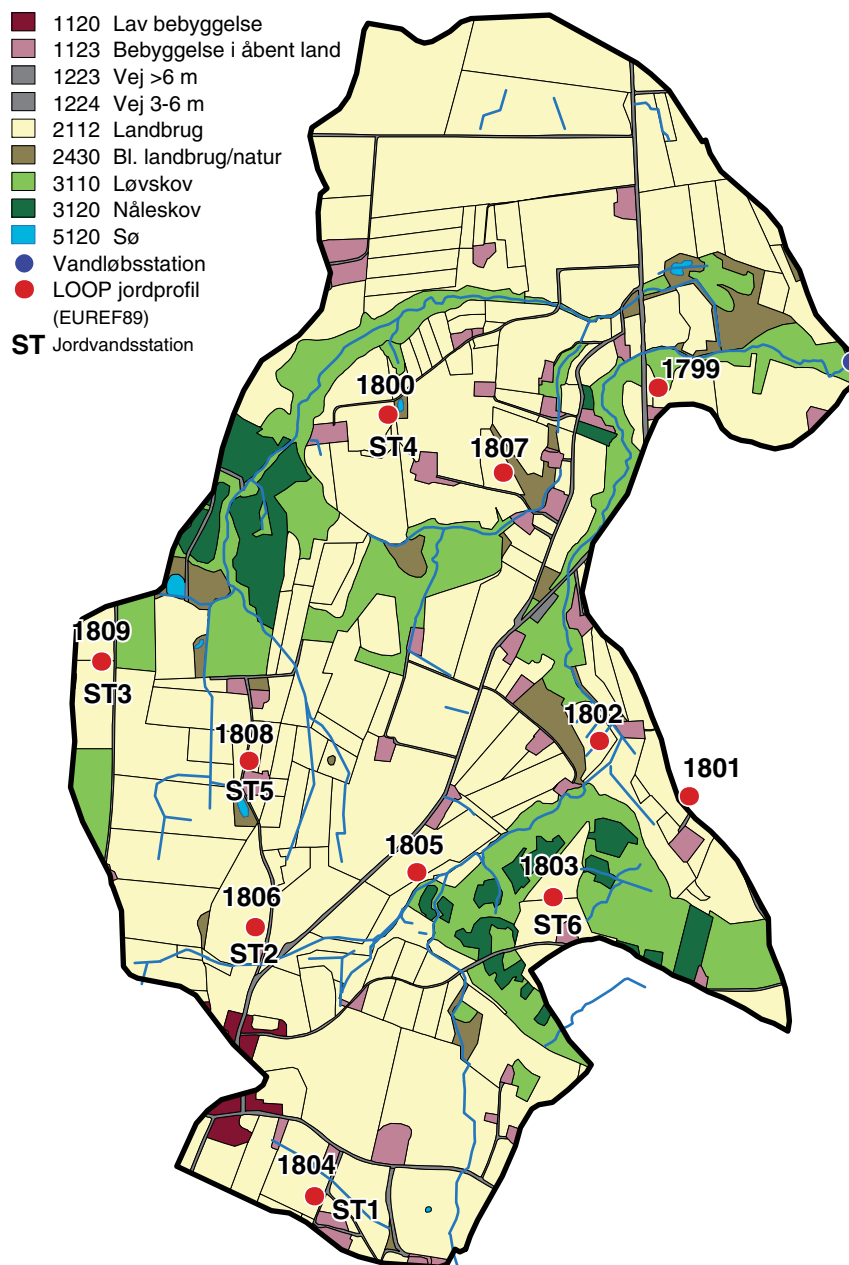 1120 Lav bebyggelse
1123 Bebyggelse i åbent land
1223 Vej >6 m
1224 Vej 3-6 m
2112 Landbrug
2430 Bl. landbrug/natur
3110 Løvskov
3120 Nåleskov
5120 Sø
Vandløbsstation
LOOP jordprofil
(EUREF89)
ST Jordvandsstation
1799
1800
ST4
1807
1809
ST3
1802
1808
ST5
1801
1805
1803
ST6
1806
ST2
1804
ST1